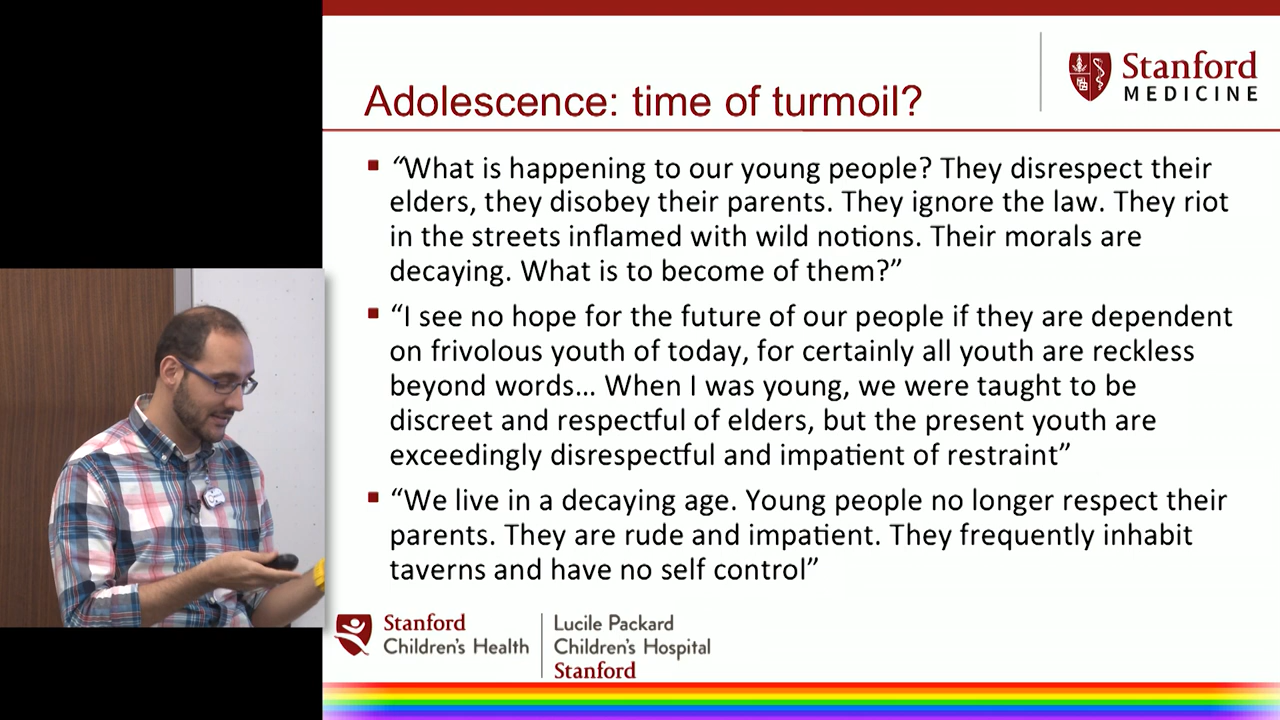 Stanford
MEDICINE
Adolescence: time of turmoil?
“What is happening to our young people? They disrespect their
elders, they disobey their parents. They ignore the law. They riot
in the streets inflamed with wild notions. Their morals are
decaying. What is to become of them?”
“I see no hope for the future of our people if they are dependent
on frivolous youth of today, for certainly all youth are reckless
beyond words... When I was young, we were taught to be
discreet and respectful of elders, but the present youth are
exceedingly disrespectful and impatient of restraint”
“We live in a decaying age. Young people no longer respect their
parents. They are rude and impatient. They frequently inhabit
taverns and have no self control”
Stanford
Children's Health
Lucile Packard
Children's Hospital
Stanford